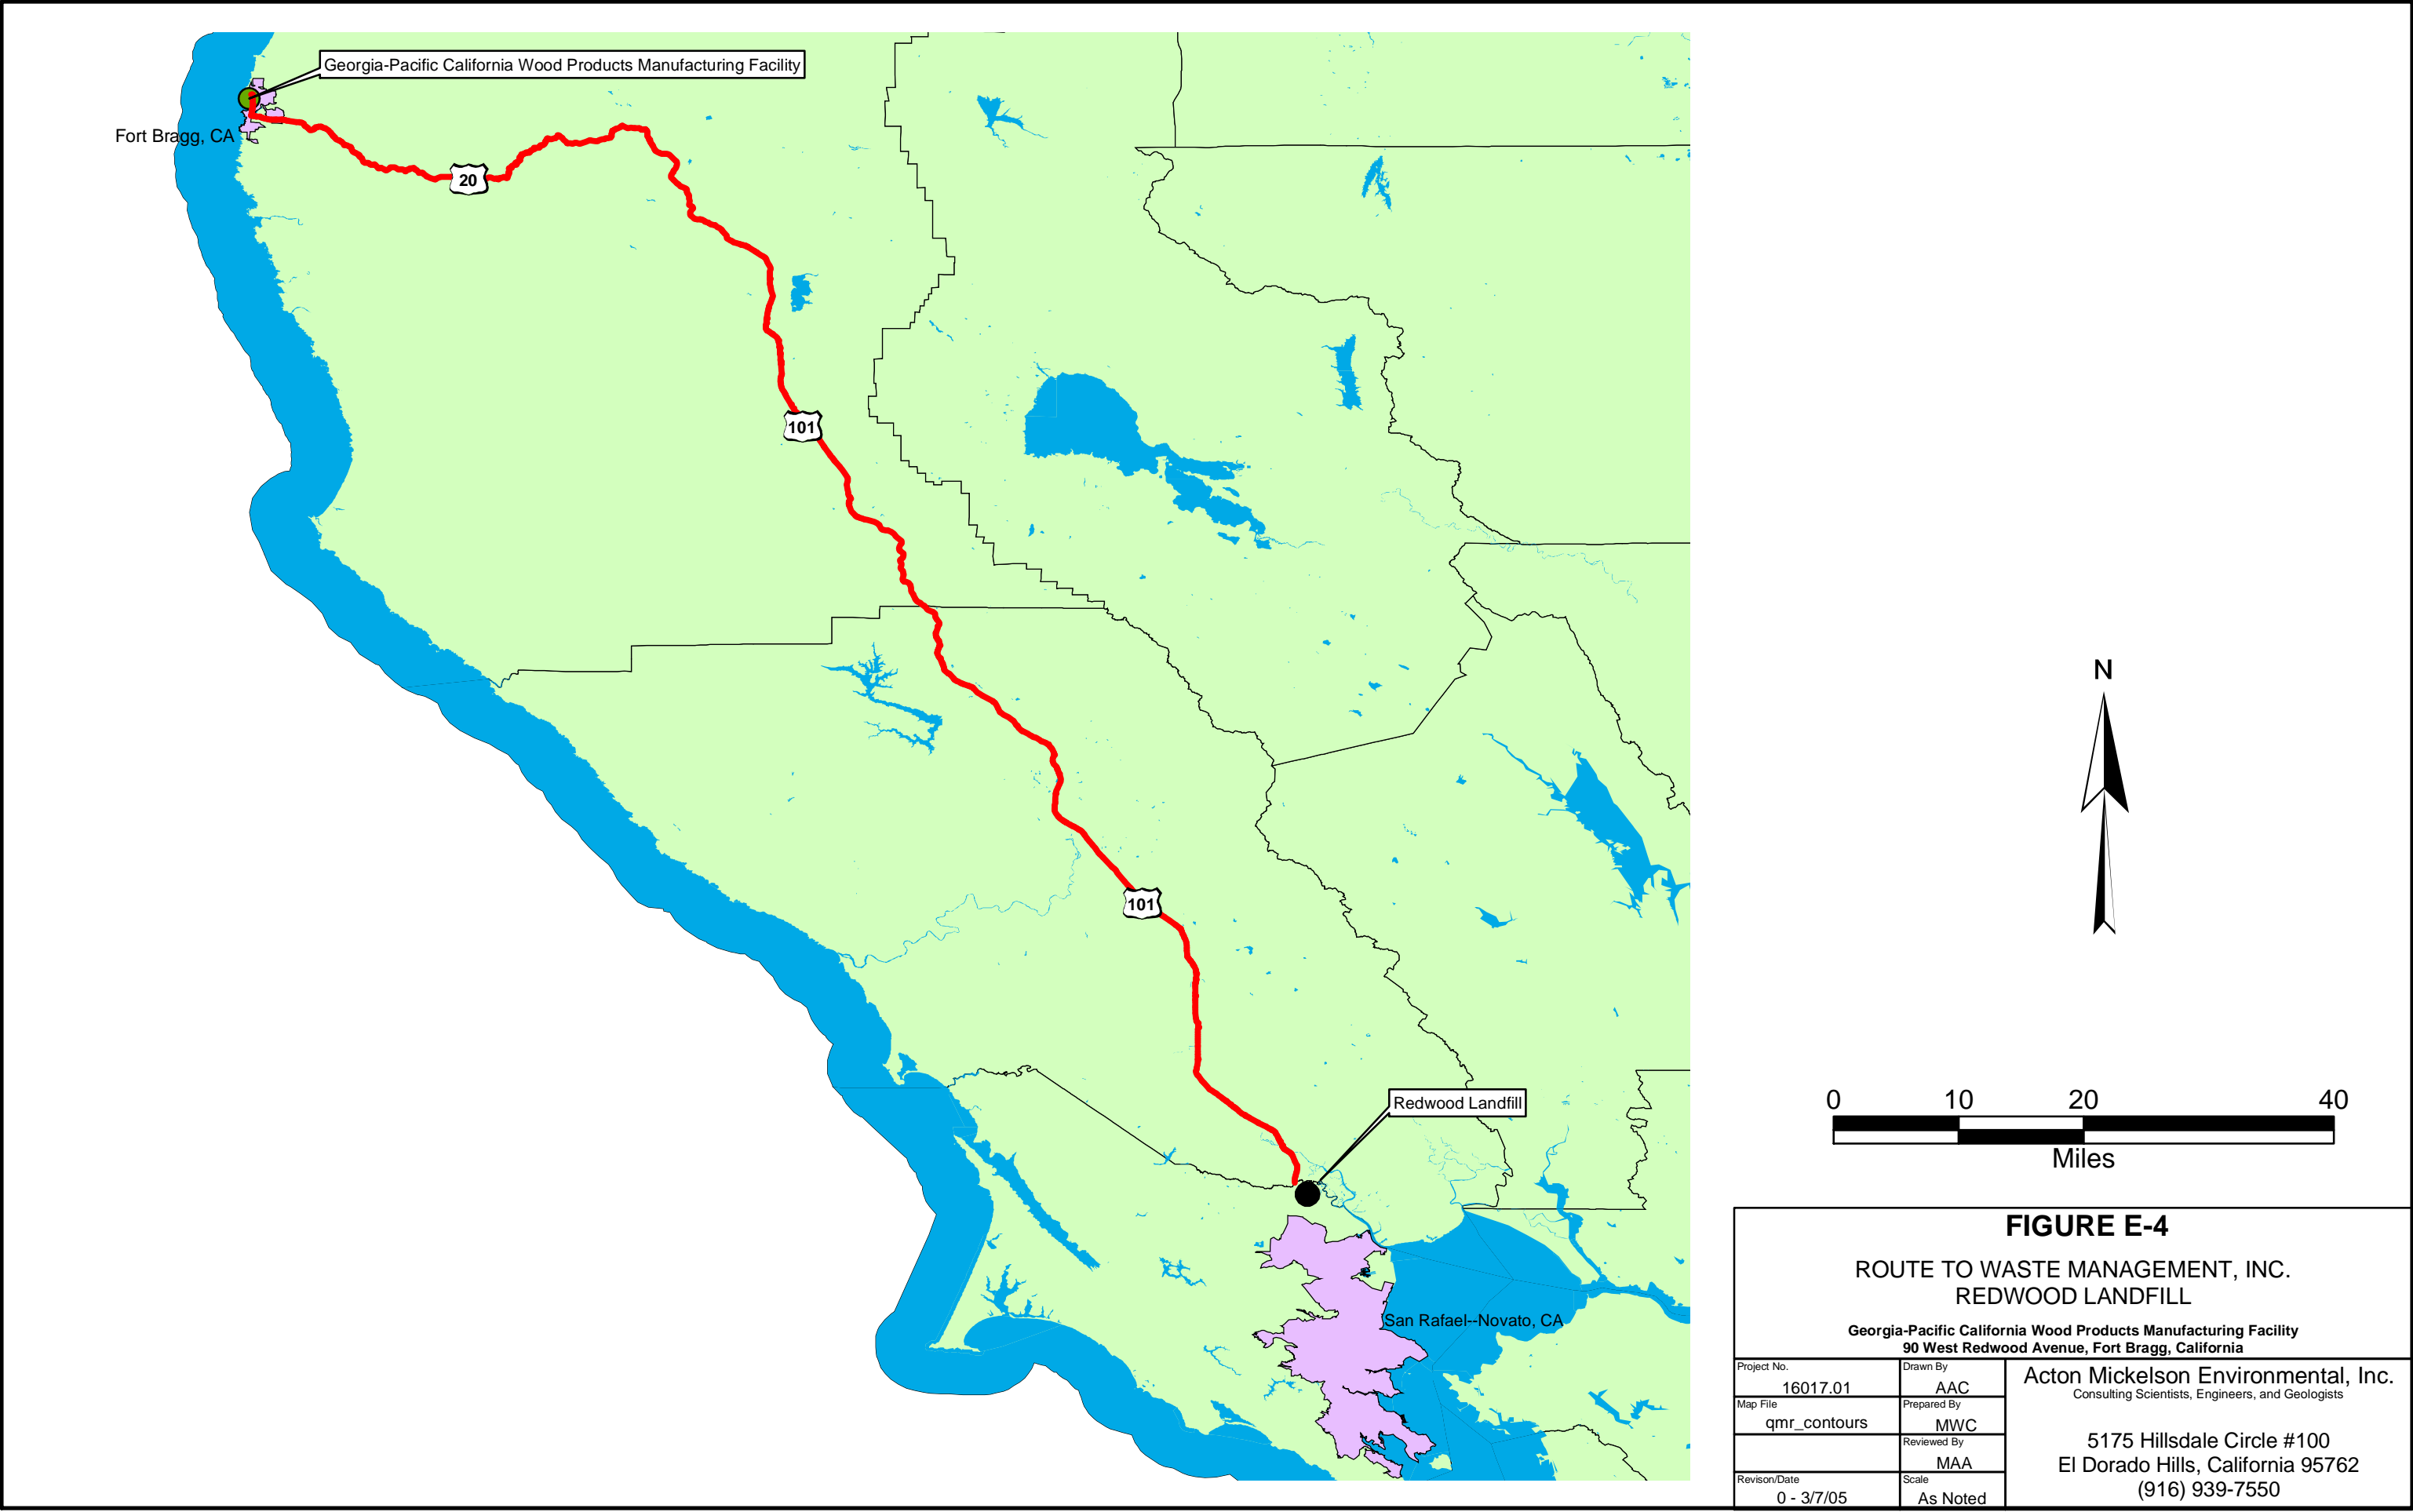 Georgia-Pacific California Wood Products Manufacturing Facility
Fort Bragg, CA
20
101
101
N
0 10 20 40
Miles
Redwood Landfill
San Rafael--Novato, CA
FIGURE E-4
ROUTE TO WASTE MANAGEMENT, INC.
REDWOOD LANDFILL
Georgia-Pacific California Wood Products Manufacturing Facility
90 West Redwood Avenue, Fort Bragg, California
Project No.
16017.01
Drawn By
AAC
Map File
qmr_contours
Prepared By
MWC
Reviewed By
MAA
Revison/Date
0 - 3/7/05
Scale
As Noted
Acton Mickelson Environmental, Inc.
Consulting Scientists, Engineers, and Geologists
5175 Hillsdale Circle #100
El Dorado Hills, California 95762
(916) 939-7550